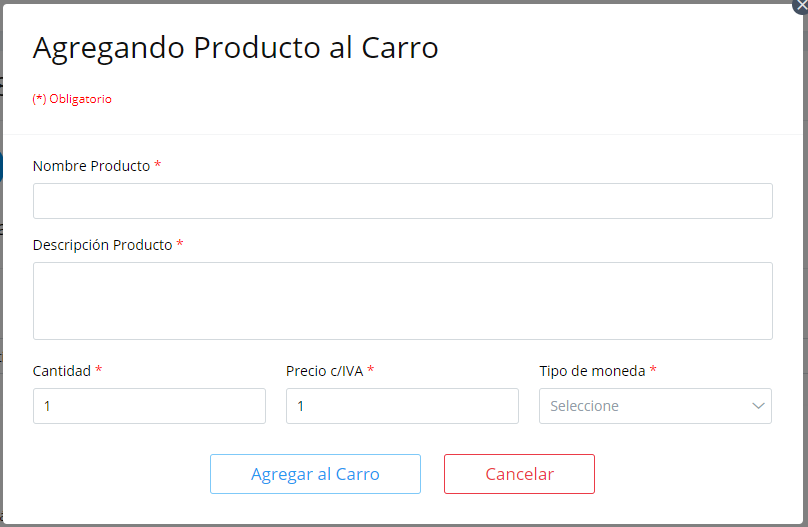 Agregando Producto al Carro
(*) Obligatorio
Nombre Producto *
Descripción Producto *
Cantidad * Precio c/IVA * Tipo de moneda *
1 1 Seleccione
Agregar al Carro Cancelar